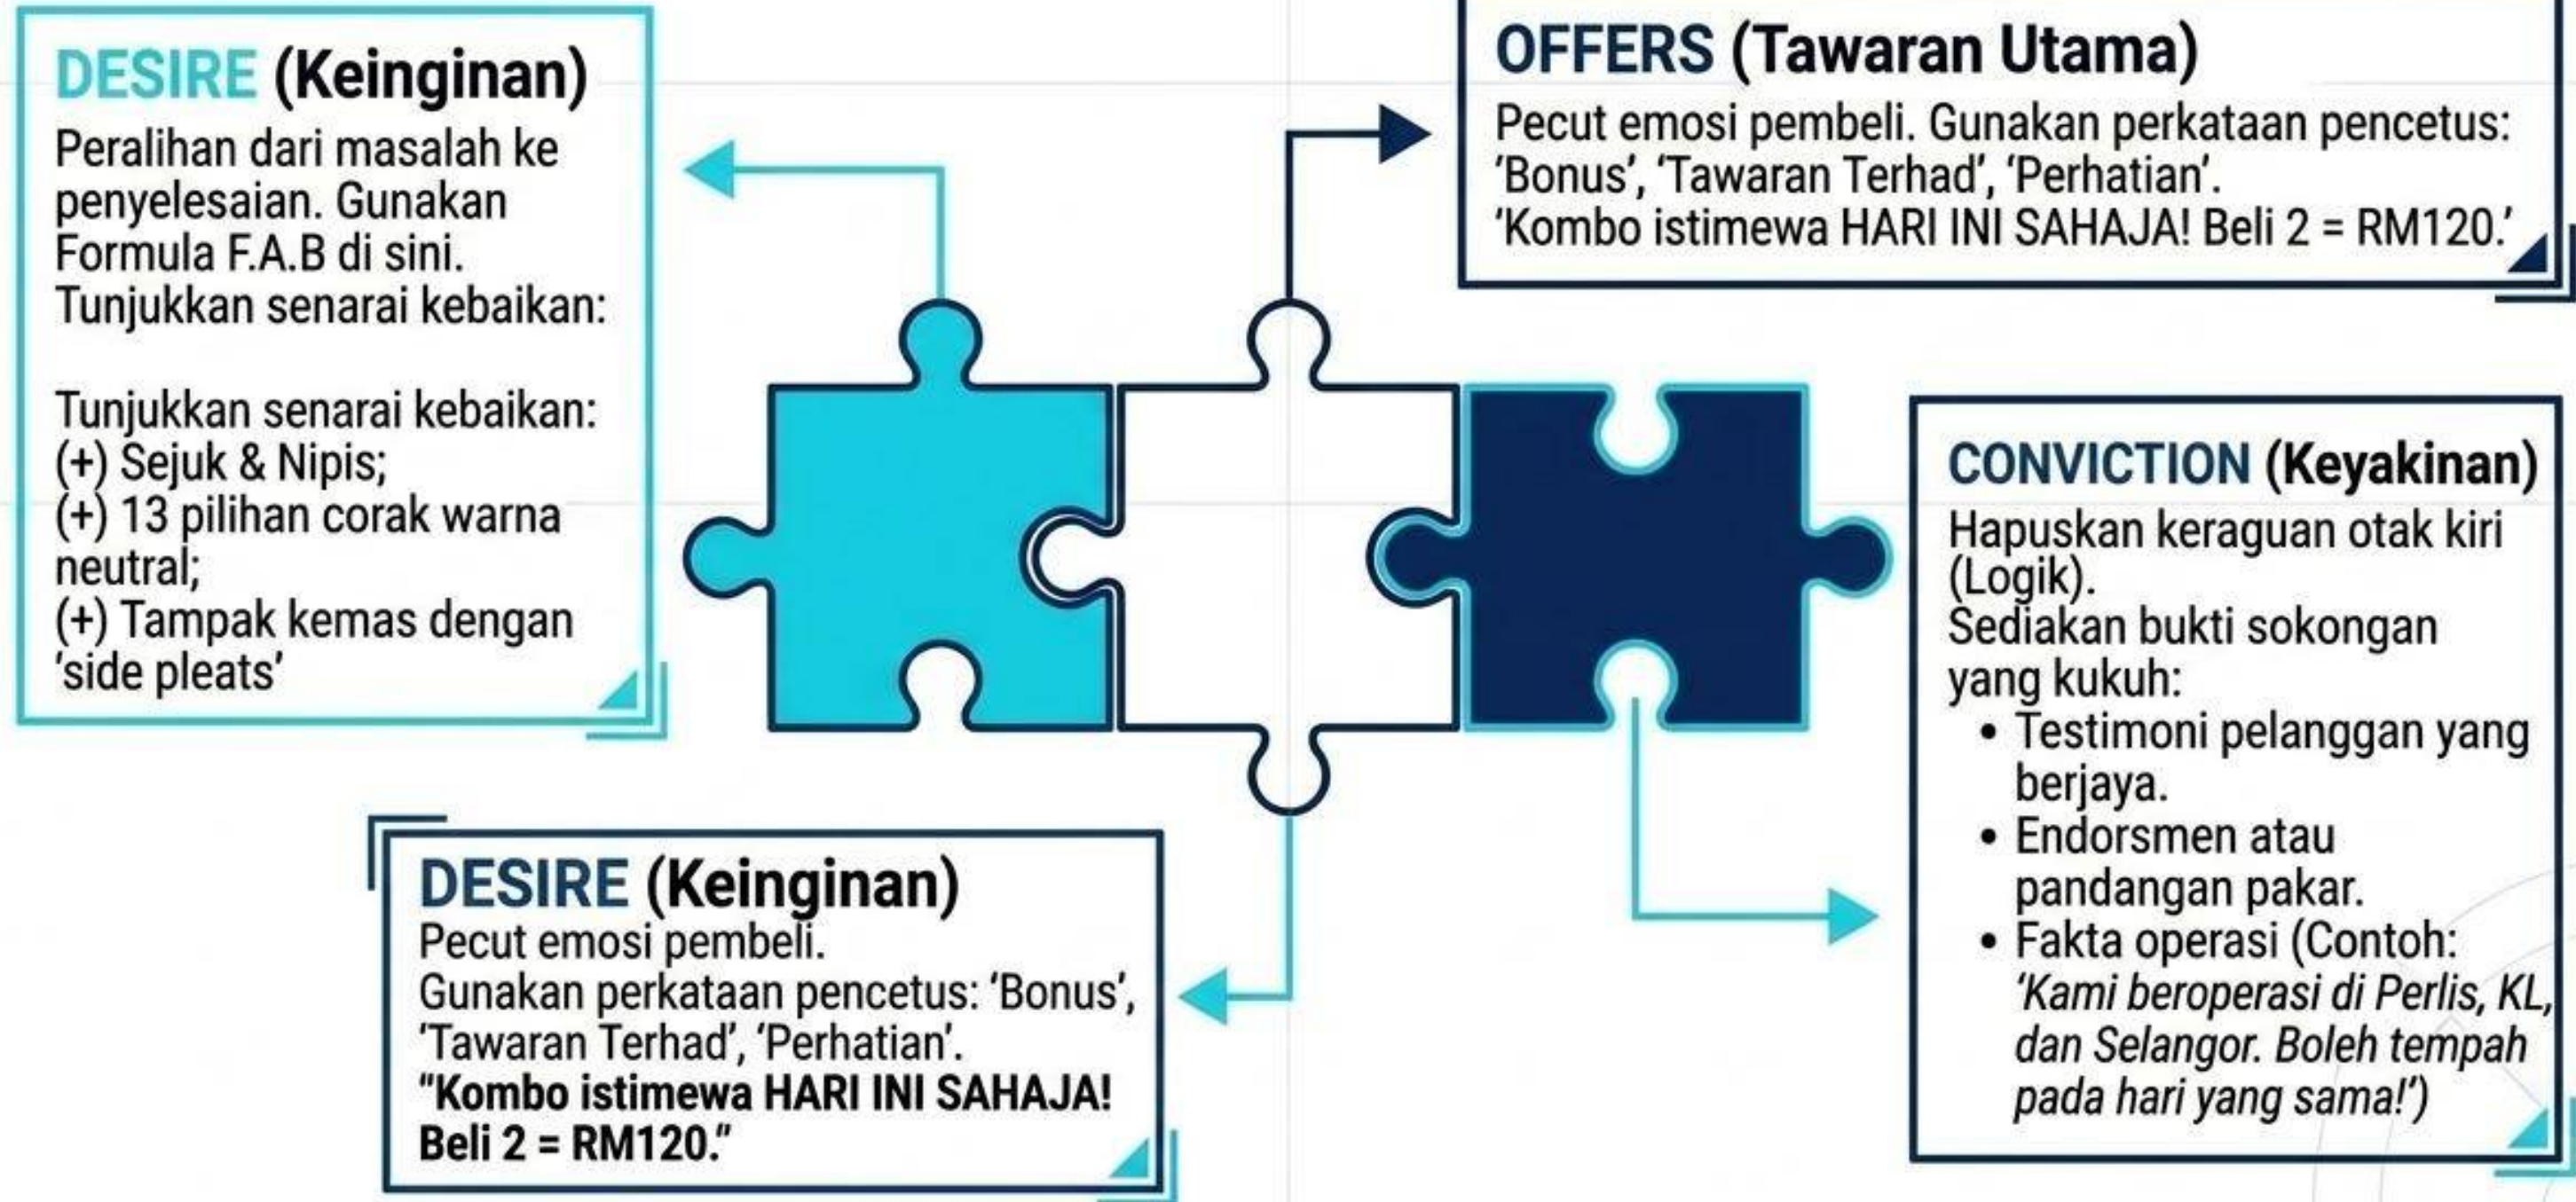 DESIRE (Keinginan)
Peralihan dari masalah ke
penyelesaian. Gunakan
Formula F.A.B di sini.
Tunjukkan senarai kebaikan:
Tunjukkan senarai kebaikan:
(+) Sejuk & Nipis;
(+) 13 pilihan corak warna
neutral;
(+) Tampak kemas dengan
‘side pleats’
OFFERS (Tawaran Utama)
Pecut emosi pembeli. Gunakan perkataan pencetus:
‘Bonus’, ‘Tawaran Terhad’, ‘Perhatian’.
‘Kombo istimewa HARI INI SAHAJA! Beli 2 = RM120.’
DESIRE (Keinginan)
Pecut emosi pembeli.
Gunakan perkataan pencetus: ‘Bonus’,
‘Tawaran Terhad’, ‘Perhatian’.
"Kombo istimewa HARI INI SAHAJA!
Beli 2 = RM120."
CONVICTION (Keyakinan)
Hapuskan keraguan otak kiri
(Logik).
Sediakan bukti sokongan
yang kukuh:
• Testimoni pelanggan yang
berjaya.
• Endorsmen atau
pandangan pakar.
• Fakta operasi (Contoh:
‘Kami beroperasi di Perlis, KL,
dan Selangor. Boleh tempah
pada hari yang sama!’)